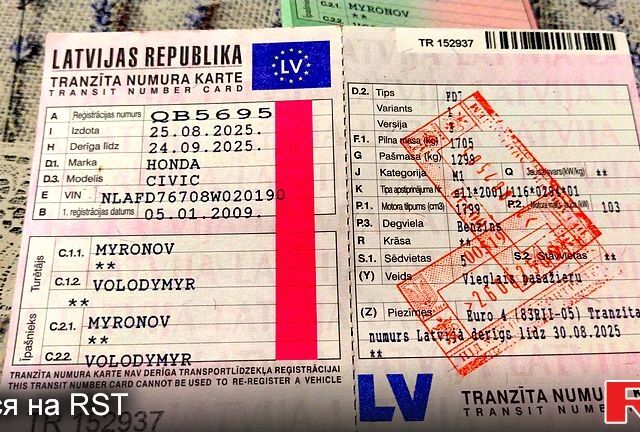 C.2.1. MYRONOV
C.2.2. **
LATVIJAS REPUBLIKA
LV
TRANZĪTA NUMURA KARTE
TRANSIT NUMBER CARD
A Reģistrācijas numurs QB5695
I Izdota 25.08.2025.
H Derīga līdz 24.09.2025.
D.1. Marka HONDA
D.3. Modelis CIVIC
E VIN NLAFD76708W020190
B 1. reģistrācijas datums 05.01.2009.
Turētājs
C.1.1. MYRONOV
**
C.1.2. VOLODYMYR
**
Īpašnieks
C.2.1. MYRONOV
**
C.2.2. VOLODYMYR
TRANZĪTA NUMURA KARTE NAV DERĪGA TRANSPORTLĪDZEKĻA REĢISTRĀCIJAI
THIS TRANSIT NUMBER CARD CANNOT BE USED TO RE-REGISTER A VEHICLE
TR 152937
TR 152937
D.2. Tips FD7
Variants
Versija
F.1. Pilna masa (kg) 1705
G Pašmasa (kg) 1299
J Kategorija M1 Q **
K Tipa apstiprinājuma Nr.
P.1. Motora tilpums (cm3) 1799 P.2. 103
P.3. Degviela Benzīns
R Krāsa **
S.1. Sēdvietas 5 S.2. Stāvvietas **
(Y) Veids Vieglais pasažieru
(Z) Piezīmes Euro 4 Tranzīta
numurs Latvijā derīgs līdz 30.08.2025
**
LV
TRANZĪTA NUMU
TRANSIT NUMBER
ся на RST
R